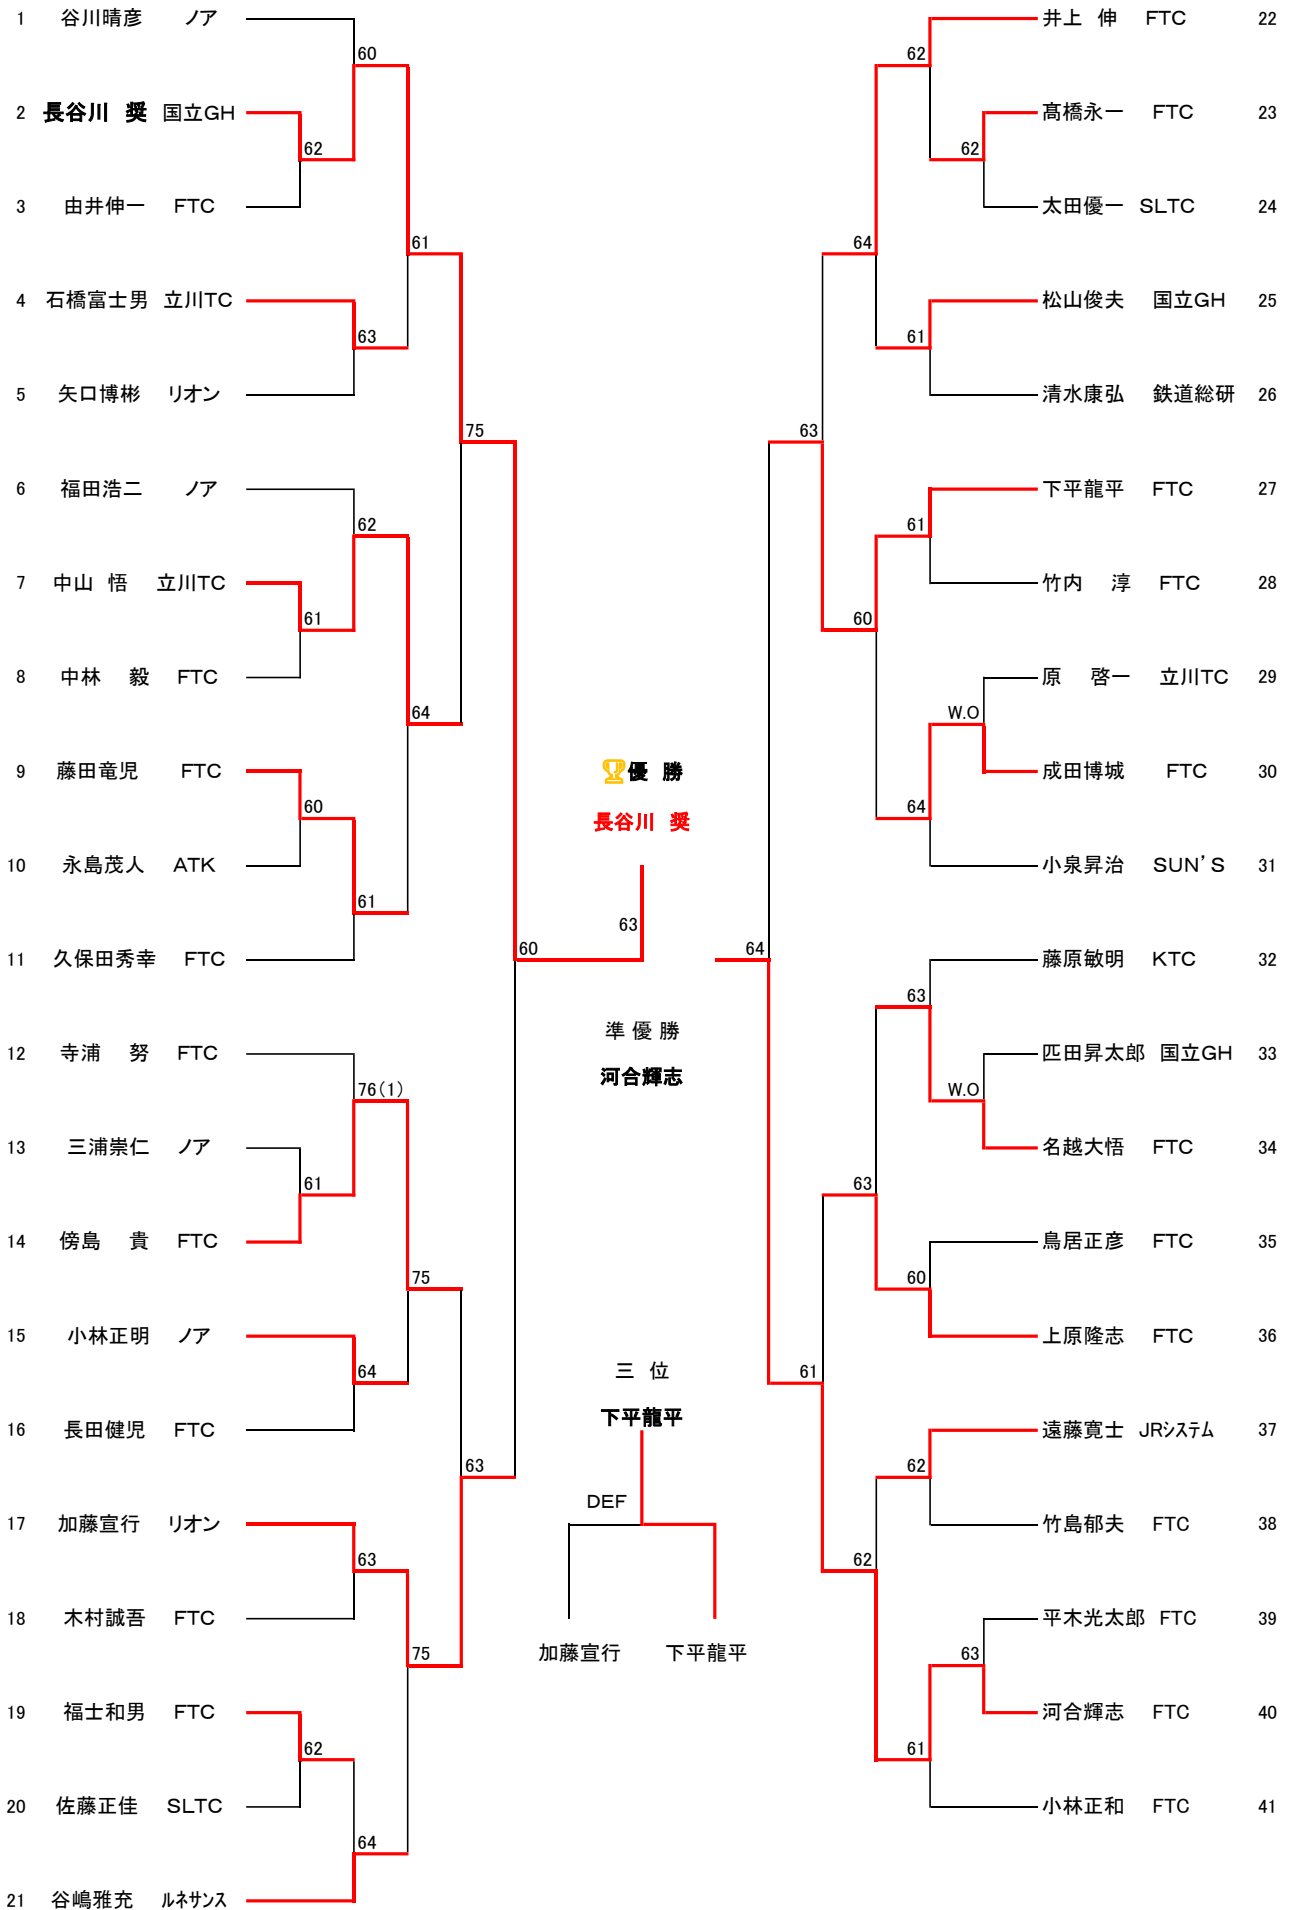 1 谷川晴彦 ノア
60
2 長谷川 奨 国立GH
62
3 由井伸一 FTC
61
4 石橋富士男 立川TC
63
5 矢口博彬 リオン
75
6 福田浩二 ノア
62
7 中山 悟 立川TC
61
8 中林 毅 FTC
64
9 藤田竜児 FTC
60
10 永島茂人 ATK
61
11 久保田秀幸 FTC
60
12 寺浦 努 FTC
76(1)
13 三浦崇仁 ノア
61
14 傍島 貴 FTC
75
15 小林正明 ノア
64
16 長田健児 FTC
63
17 加藤宣行 リオン
63
18 木村誠吾 FTC
75
19 福士和男 FTC
62
20 佐藤正佳 SLTC
64
21 谷嶋雅充 ルネサンス
🏆優 勝
長谷川 奨
63
準 優 勝
河合輝志
三 位
下平龍平
DEF
加藤宣行 下平龍平
井上 伸 FTC 22
62
髙橋永一 FTC 23
62
太田優一 SLTC 24
64
松山俊夫 国立GH 25
61
清水康弘 鉄道総研 26
63
下平龍平 FTC 27
61
竹内 淳 FTC 28
60
原 啓一 立川TC 29
W.O
成田博城 FTC 30
64
小泉昇治 SUN'S 31
64
藤原敏明 KTC 32
63
匹田昇太郎 国立GH 33
W.O
名越大悟 FTC 34
63
鳥居正彦 FTC 35
60
上原隆志 FTC 36
61
遠藤寛士 JRシステム 37
62
竹島郁夫 FTC 38
62
平木光太郎 FTC 39
63
河合輝志 FTC 40
61
小林正和 FTC 41